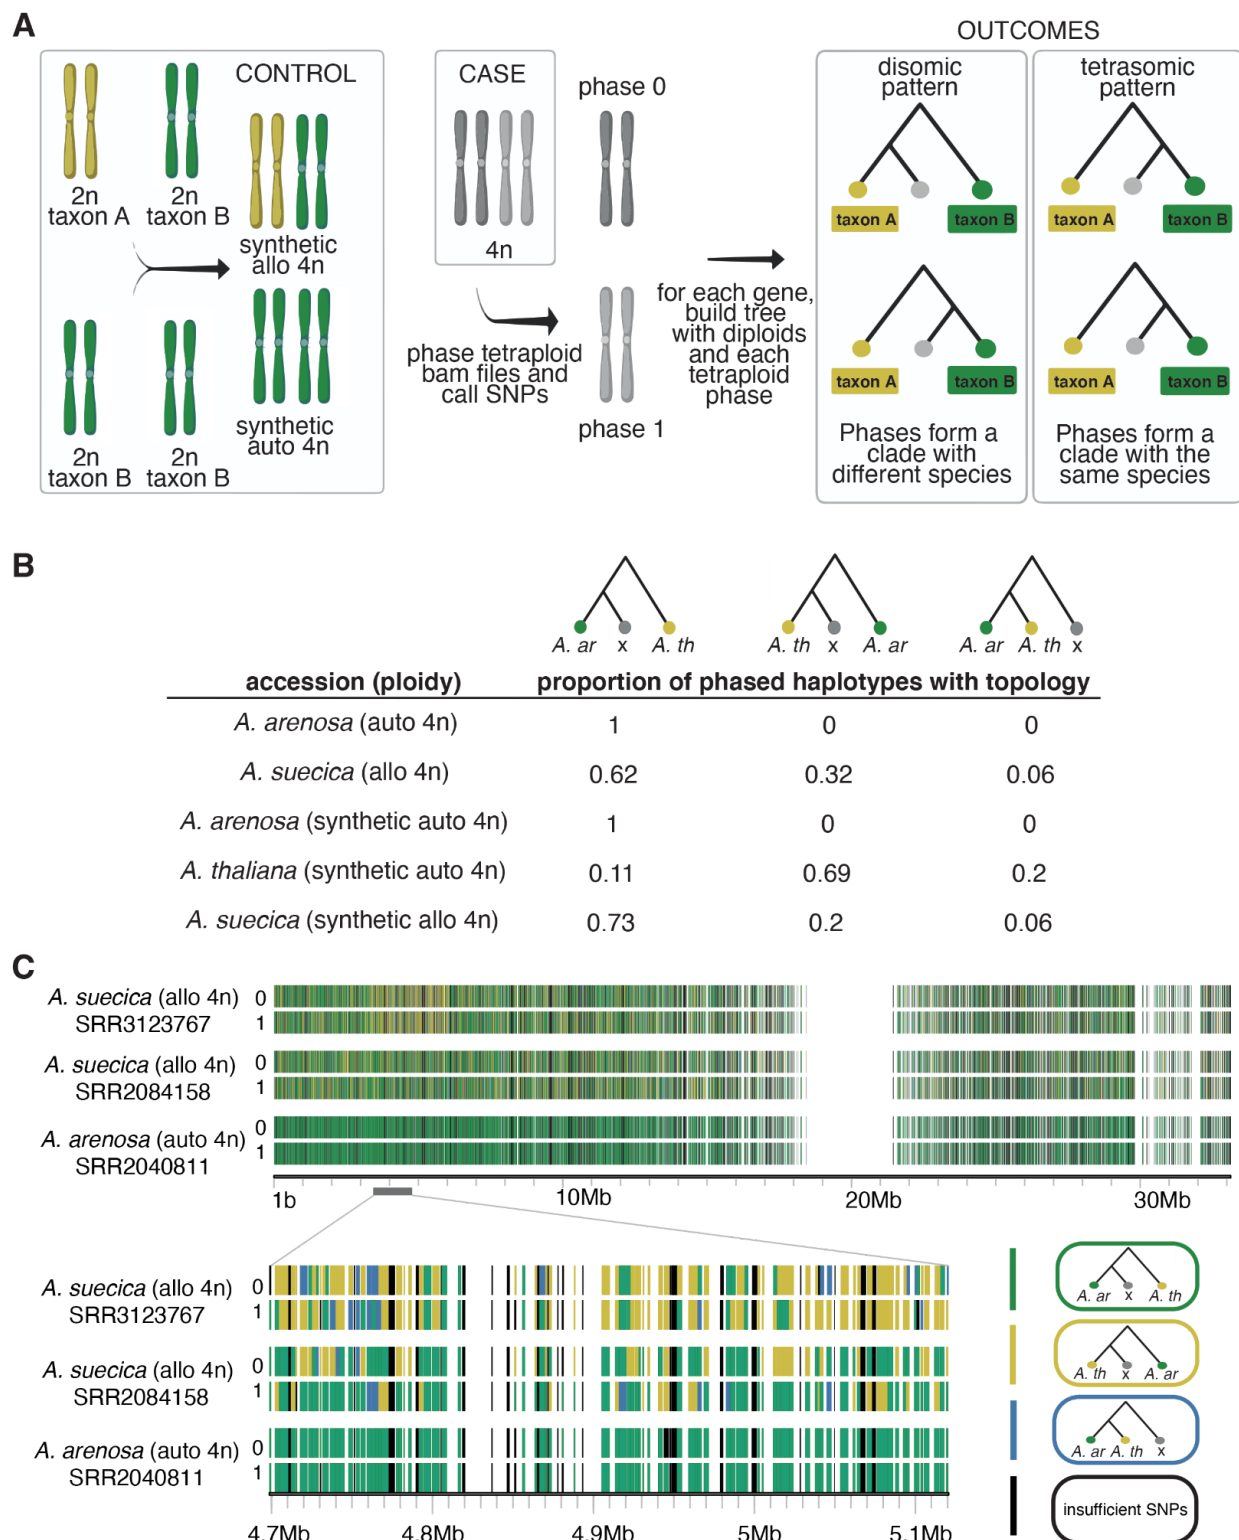 A
OUTCOMES
CONTROL
2n
taxon A
2n
taxon B
synthetic
allo 4n
2n
taxon B
2n
taxon B
synthetic
auto 4n
CASE
4n
phase 0
phase tetraploid
bam files and
call SNPs
phase 1
for each gene,
build tree
with diploids
and each
tetraploid
phase
disomic
pattern
taxon A
taxon B
taxon A
taxon B
Phases form a
clade with
different species
tetrasomic
pattern
taxon A
taxon B
taxon A
taxon B
Phases form a
clade with the
same species
B
A. ar x A. th
A. th x A. ar
A. ar A. th x
accession (ploidy) proportion of phased haplotypes with topology
A. arenosa (auto 4n) 1 0 0
A. suecica (allo 4n) 0.62 0.32 0.06
A. arenosa (synthetic auto 4n) 1 0 0
A. thaliana (synthetic auto 4n) 0.11 0.69 0.2
A. suecica (synthetic allo 4n) 0.73 0.2 0.06
C
A. suecica (allo 4n) 0
SRR3123767 1
A. suecica (allo 4n) 0
SRR2084158 1
A. arenosa (auto 4n) 0
SRR2040811 1
1b 10Mb 20Mb 30Mb
A. suecica (allo 4n) 0
SRR3123767 1
A. suecica (allo 4n) 0
SRR2084158 1
A. arenosa (auto 4n) 0
SRR2040811 1
4.7Mb 4.8Mb 4.9Mb 5Mb 5.1Mb
A. ar x A. th
A. th x A. ar
A. ar A. th x
insufficient SNPs